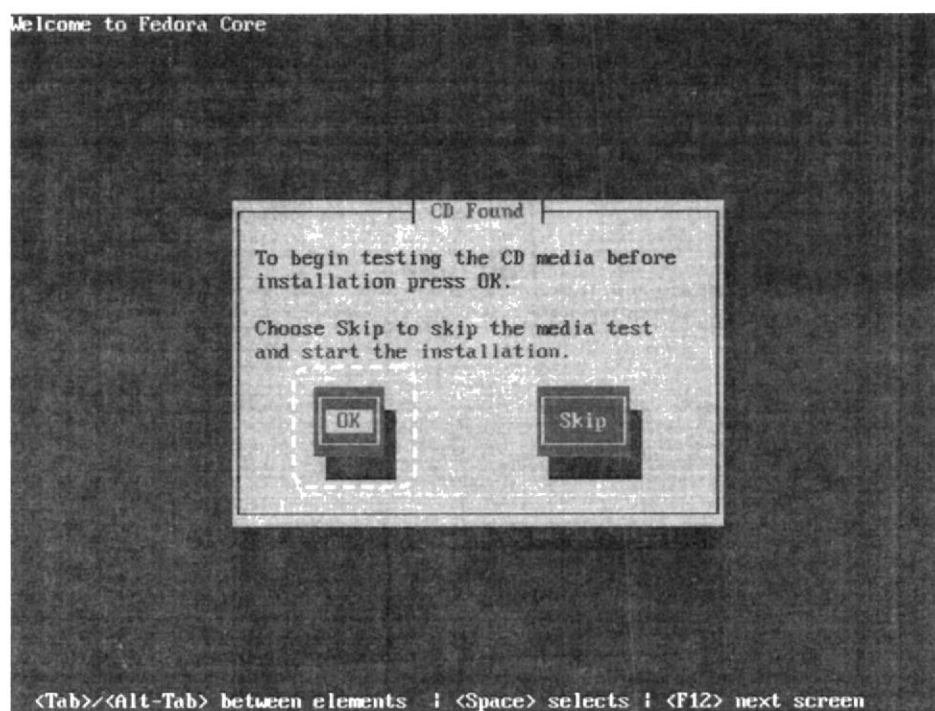 Welcome to Fedora Core
CD Found
To begin testing the CD media before
installation press OK.
Choose Skip to skip the media test
and start the installation.
OK Skip
<Tab>/<Alt-Tab> between elements | <Space> selects | <F12> next screen